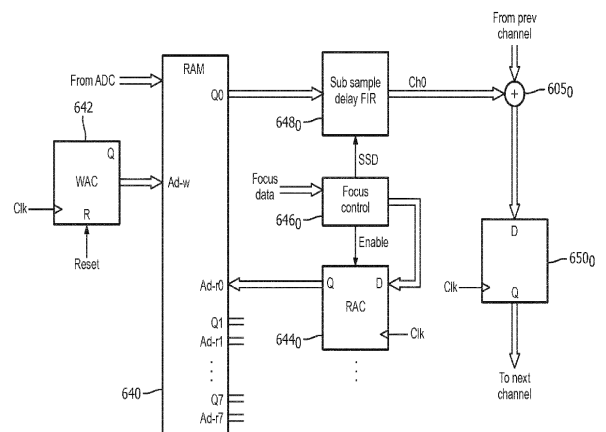 From prev
channel
RAM
From ADC
Q0
Sub sample
delay FIR
648₀
Ch0
+
605₀
642
Q
WAC
Clk
R
Reset
Ad-w
SSD
Focus
data
Focus
control
646₀
Enable
D
650₀
Clk
Q
Ad-r0
Q
D
RAC
644₀
Clk
Q1
Ad-r1
640
Q7
Ad-r7
To next
channel